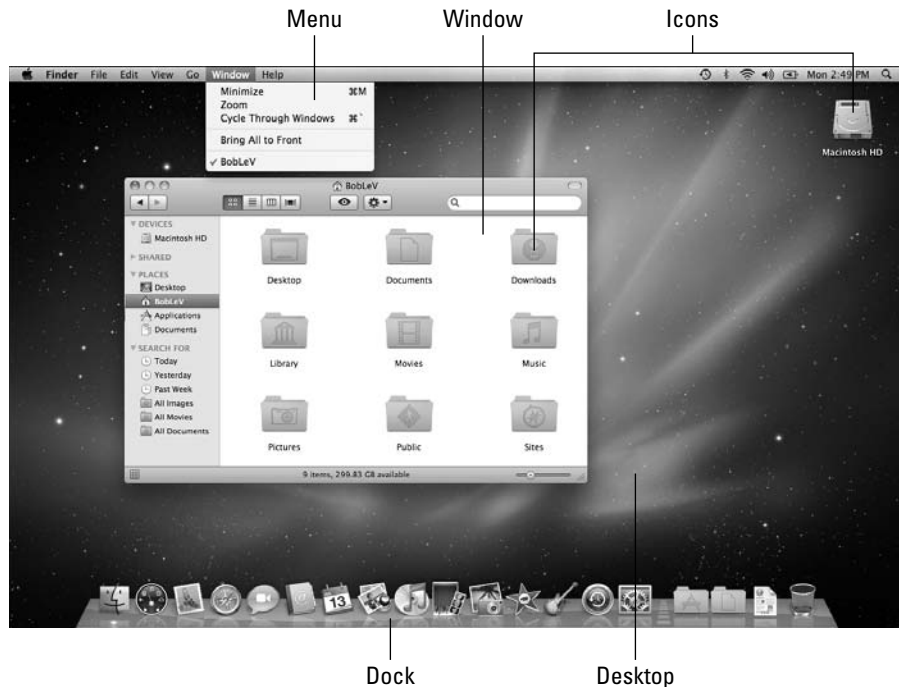 Menu Window Icons
Finder File Edit View Go Window Help Mon 2:49 PM
Minimize ⌘M
Zoom
Cycle Through Windows ⌘`
Bring All to Front
✓ BobLeV
Macintosh HD
BobLeV
DEVICES
Macintosh HD
SHARED
PLACES
Desktop
BobLeV
Applications
Documents
SEARCH FOR
Today
Yesterday
Past Week
All Images
All Movies
All Documents
Desktop Documents Downloads
Library Movies Music
Pictures Public Sites
9 items, 299.83 GB available
13
Dock Desktop